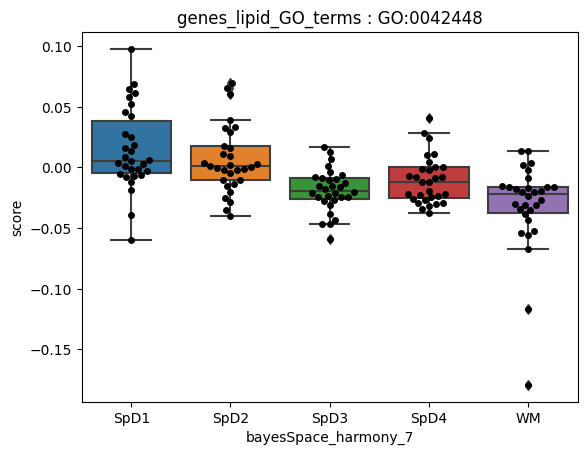 genes_lipid_GO_terms : GO:0042448
0.10
0.05
0.00
−0.05
−0.10
−0.15
score
SpD1 SpD2 SpD3 SpD4 WM
bayesSpace_harmony_7